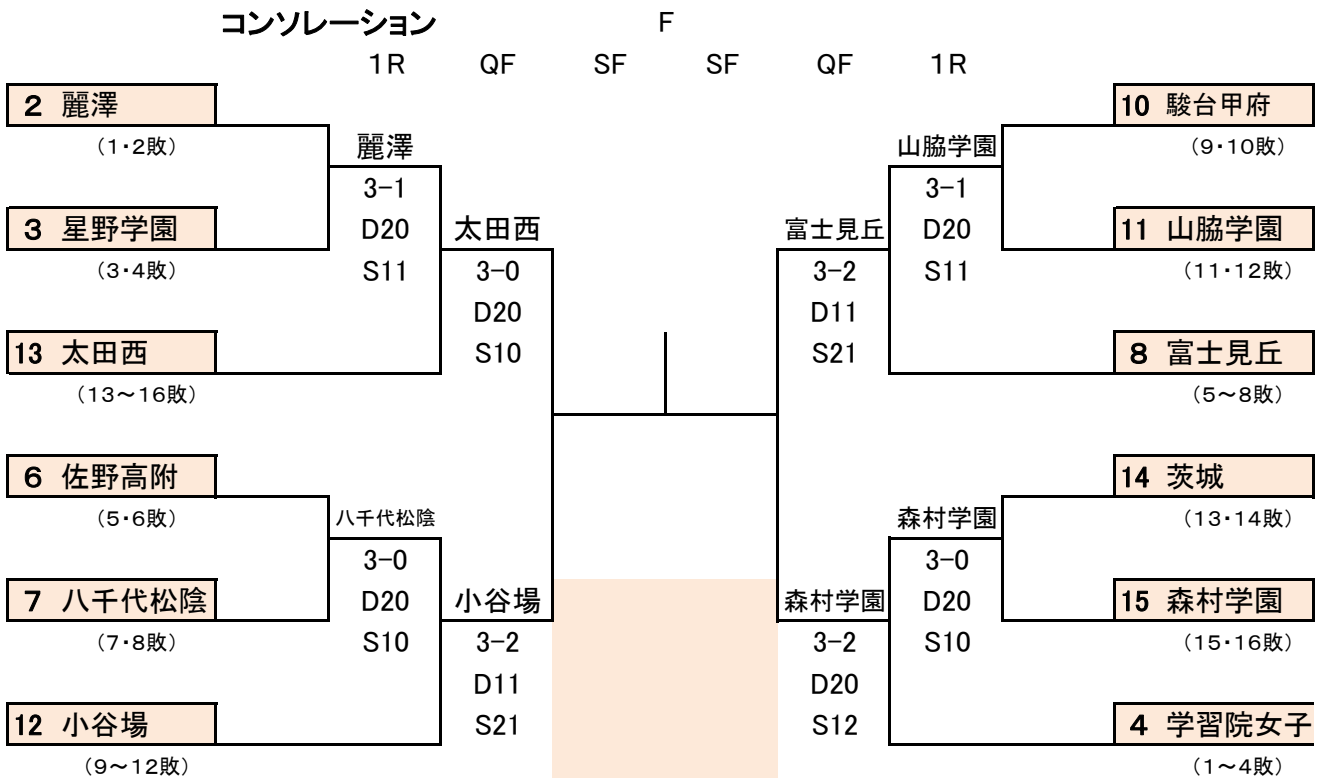 コンソレーション F
1R QF SF SF QF 1R
2 麗澤 10 駿台甲府
(1・2敗) 麗澤 山脇学園 (9・10敗)
3-1 3-1
3 星野学園 D20 太田西 富士見丘 D20 11 山脇学園
(3・4敗) S11 3-0 3-2 S11 (11・12敗)
D20 D11
13 太田西 S10 S21 8 富士見丘
(13～16敗) (5～8敗)
6 佐野高附 14 茨城
(5・6敗) 八千代松陰 森村学園 (13・14敗)
3-0 3-0
7 八千代松陰 D20 小谷場 森村学園 D20 15 森村学園
(7・8敗) S10 3-2 3-2 S10 (15・16敗)
D11 D20
12 小谷場 S21 S12 4 学習院女子
(9～12敗) (1～4敗)